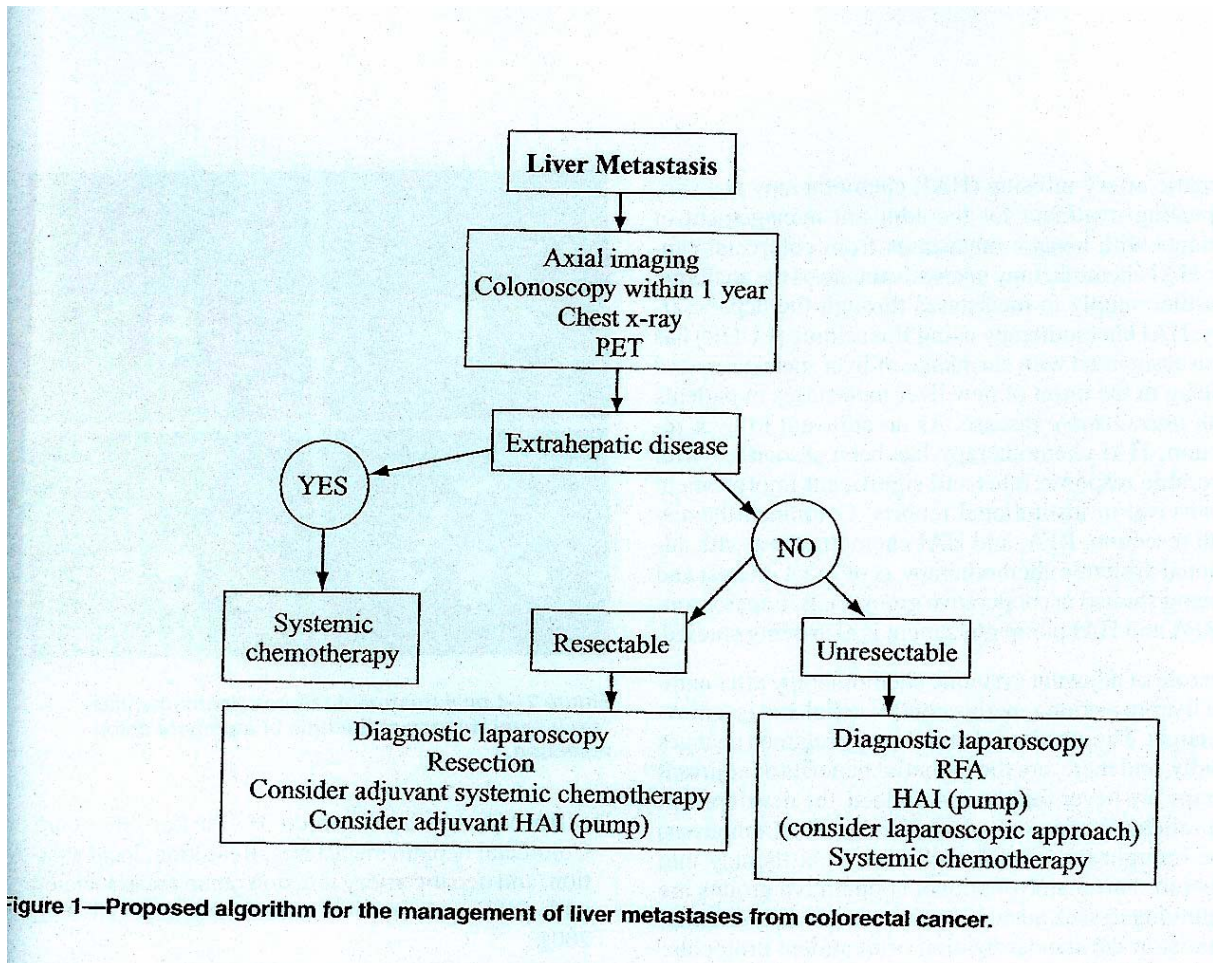 Liver Metastasis
Axial imaging
Colonoscopy within 1 year
Chest x-ray
PET
Extrahepatic disease
YES
NO
Systemic
chemotherapy
Resectable
Unresectable
Diagnostic laparoscopy
Resection
Consider adjuvant systemic chemotherapy
Consider adjuvant HAI (pump)
Diagnostic laparoscopy
RFA
HAI (pump)
(consider laparoscopic approach)
Systemic chemotherapy
Figure 1—Proposed algorithm for the management of liver metastases from colorectal cancer.